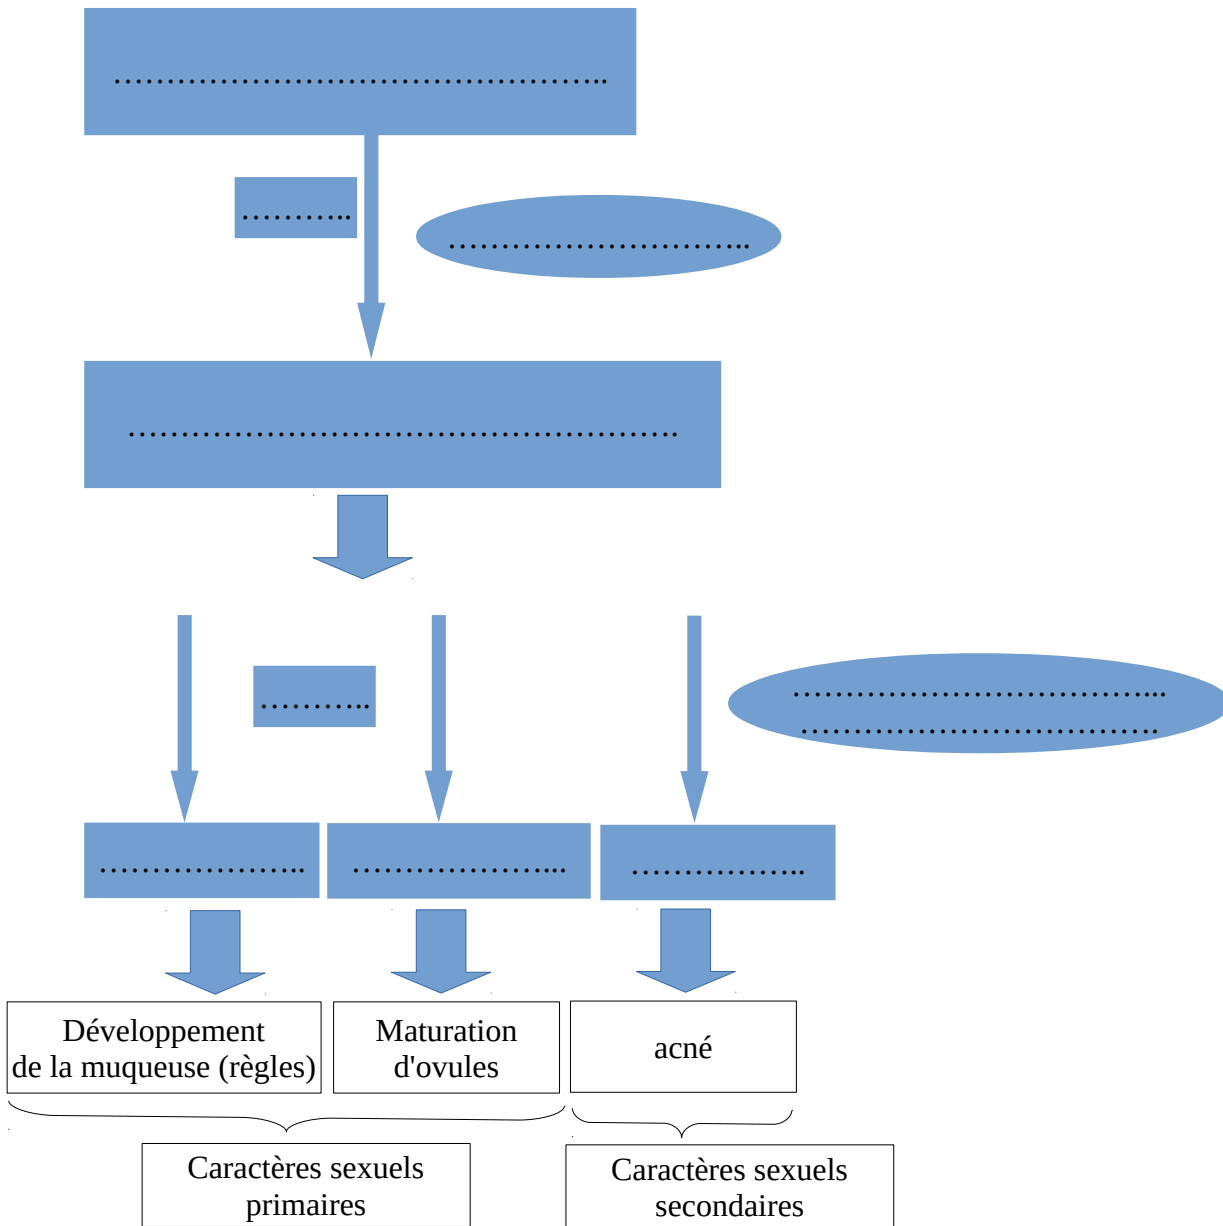 Développement
de la muqueuse (règles)
Maturation
d'ovules
acné
Caractères sexuels
primaires
Caractères sexuels
secondaires